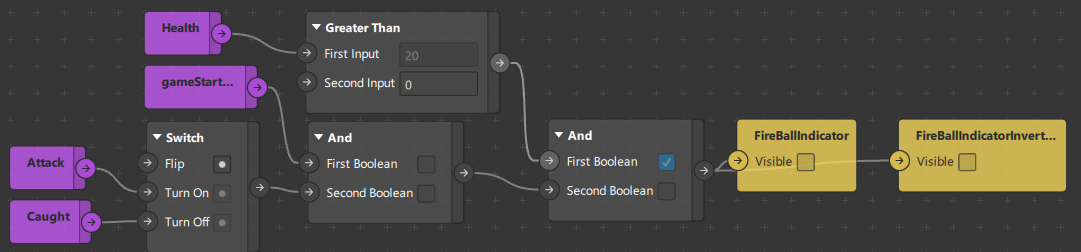 Health
Greater Than
First Input 20
Second Input 0
gameStart...
Switch
Flip
Turn On
Turn Off
Attack
Caught
And
First Boolean
Second Boolean
And
First Boolean
Second Boolean
FireBallIndicator
Visible
FireBallIndicatorInvert...
Visible